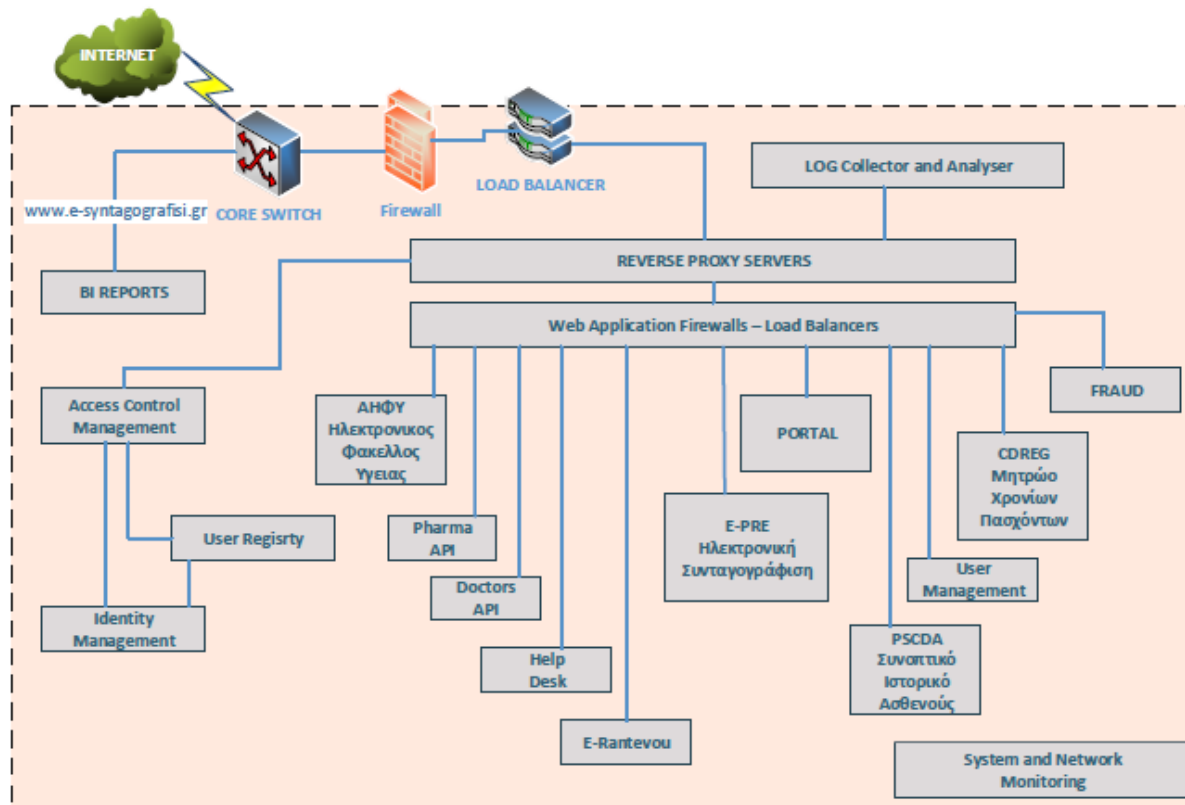 INTERNET
LOAD BALANCER
LOG Collector and Analyser
www.e-syntagografisi.gr
CORE SWITCH
Firewall
REVERSE PROXY SERVERS
BI REPORTS
Web Application Firewalls – Load Balancers
Access Control
Management
ΑΗΦΥ
Ηλεκτρονικος
Φακελλος
Υγειας
PORTAL
FRAUD
CDREG
Μητρώο
Χρονίων
Πασχόντων
User Regisrty
Pharma
API
E-PRE
Ηλεκτρονική
Συνταγογράφιση
Doctors
API
User
Management
Identity
Management
Help
Desk
PSCDA
Συνοπτικό
Ιστορικό
Ασθενούς
E-Rantevou
System and Network
Monitoring